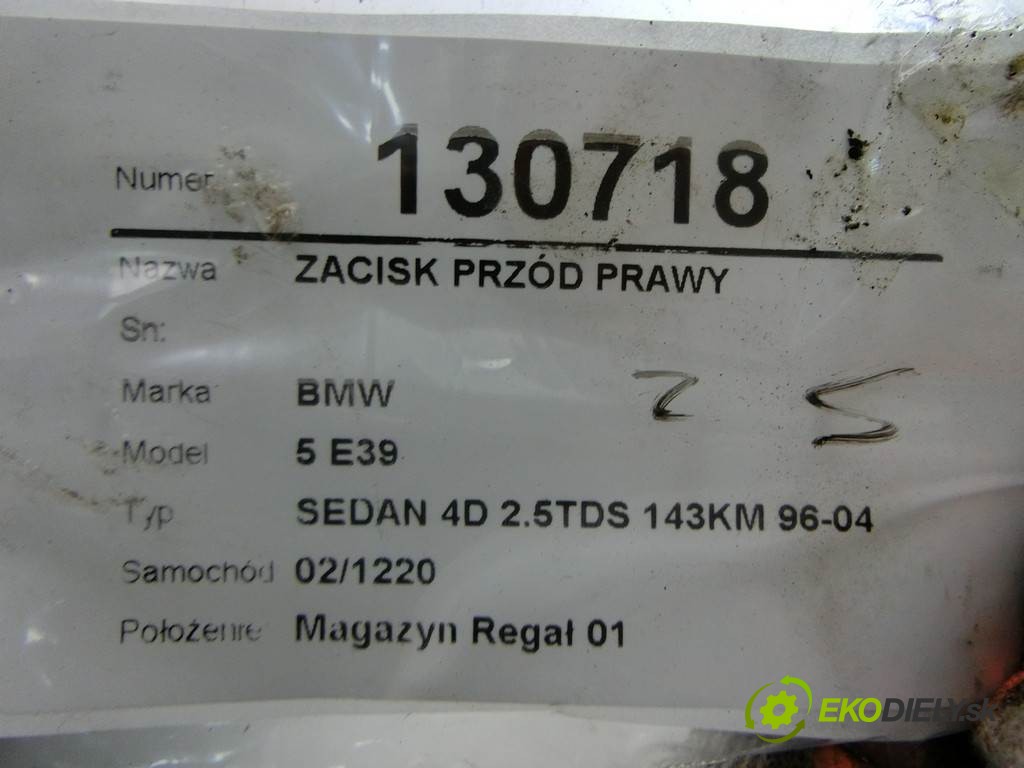 Numer 130718
Nazwa ZACISK PRZÓD PRAWY
Sn:
Marka BMW
Model 5 E39
Typ SEDAN 4D 2.5TDS 143KM 96-04
Samochód 02/1220
Położenie Magazyn Regał 01
EKODIELY.sk